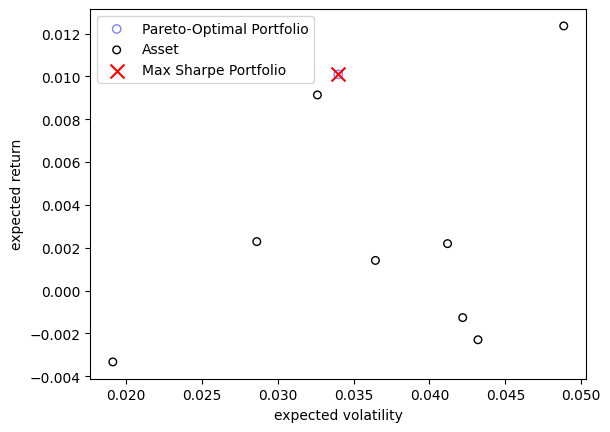 Pareto-Optimal Portfolio
Asset
Max Sharpe Portfolio
expected return
0.012
0.010
0.008
0.006
0.004
0.002
0.000
−0.002
−0.004
0.020 0.025 0.030 0.035 0.040 0.045 0.050
expected volatility